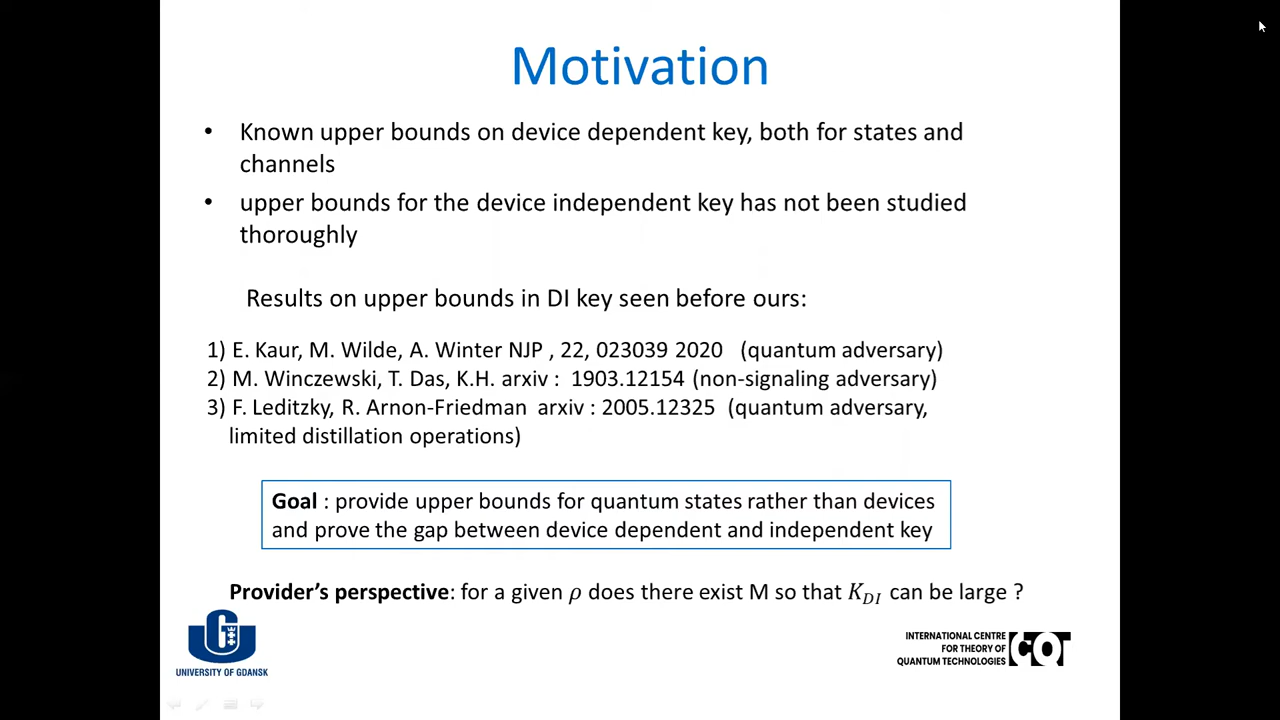 Motivation
• Known upper bounds on device dependent key, both for states and
channels
• upper bounds for the device independent key has not been studied
thoroughly
Results on upper bounds in DI key seen before ours:
1) E. Kaur, M. Wilde, A. Winter NJP , 22, 023039 2020 (quantum adversary)
2) M. Winczewski, T. Das, K.H. arxiv : 1903.12154 (non-signaling adversary)
3) F. Leditzky, R. Arnon-Friedman arxiv : 2005.12325 (quantum adversary,
limited distillation operations)
Goal : provide upper bounds for quantum states rather than devices
and prove the gap between device dependent and independent key
Provider's perspective: for a given ρ does there exist M so that K_DI can be large ?
UNIVERSITY OF GDAŃSK
INTERNATIONAL CENTRE
FOR THEORY OF
QUANTUM TECHNOLOGIES